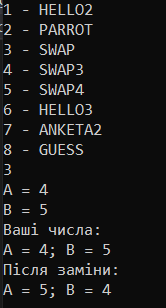 1 - HELLO2
2 - PARROT
3 - SWAP
4 - SWAP3
5 - SWAP4
6 - HELLO3
7 - ANKETA2
8 - GUESS
3
A = 4
B = 5
Ваші числа:
A = 4; B = 5
Після заміни:
A = 5; B = 4